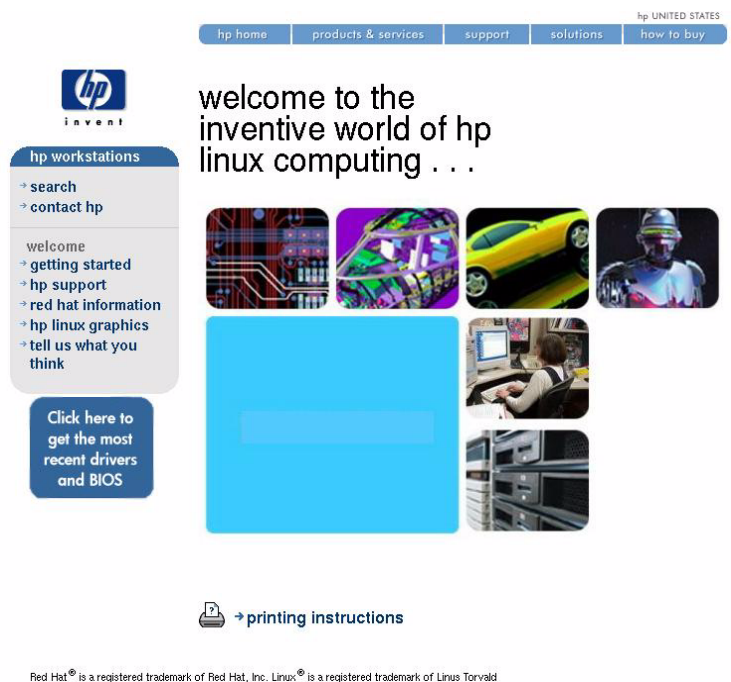 hp UNITED STATES
hp home products & services support solutions how to buy
hp
invent
welcome to the
inventive world of hp
linux computing . . .
hp workstations
search
contact hp
welcome
getting started
hp support
red hat information
hp linux graphics
tell us what you
think
Click here to
get the most
recent drivers
and BIOS
?
printing instructions
Red Hat® is a registered trademark of Red Hat, Inc. Linux® is a registered trademark of Linus Torvald